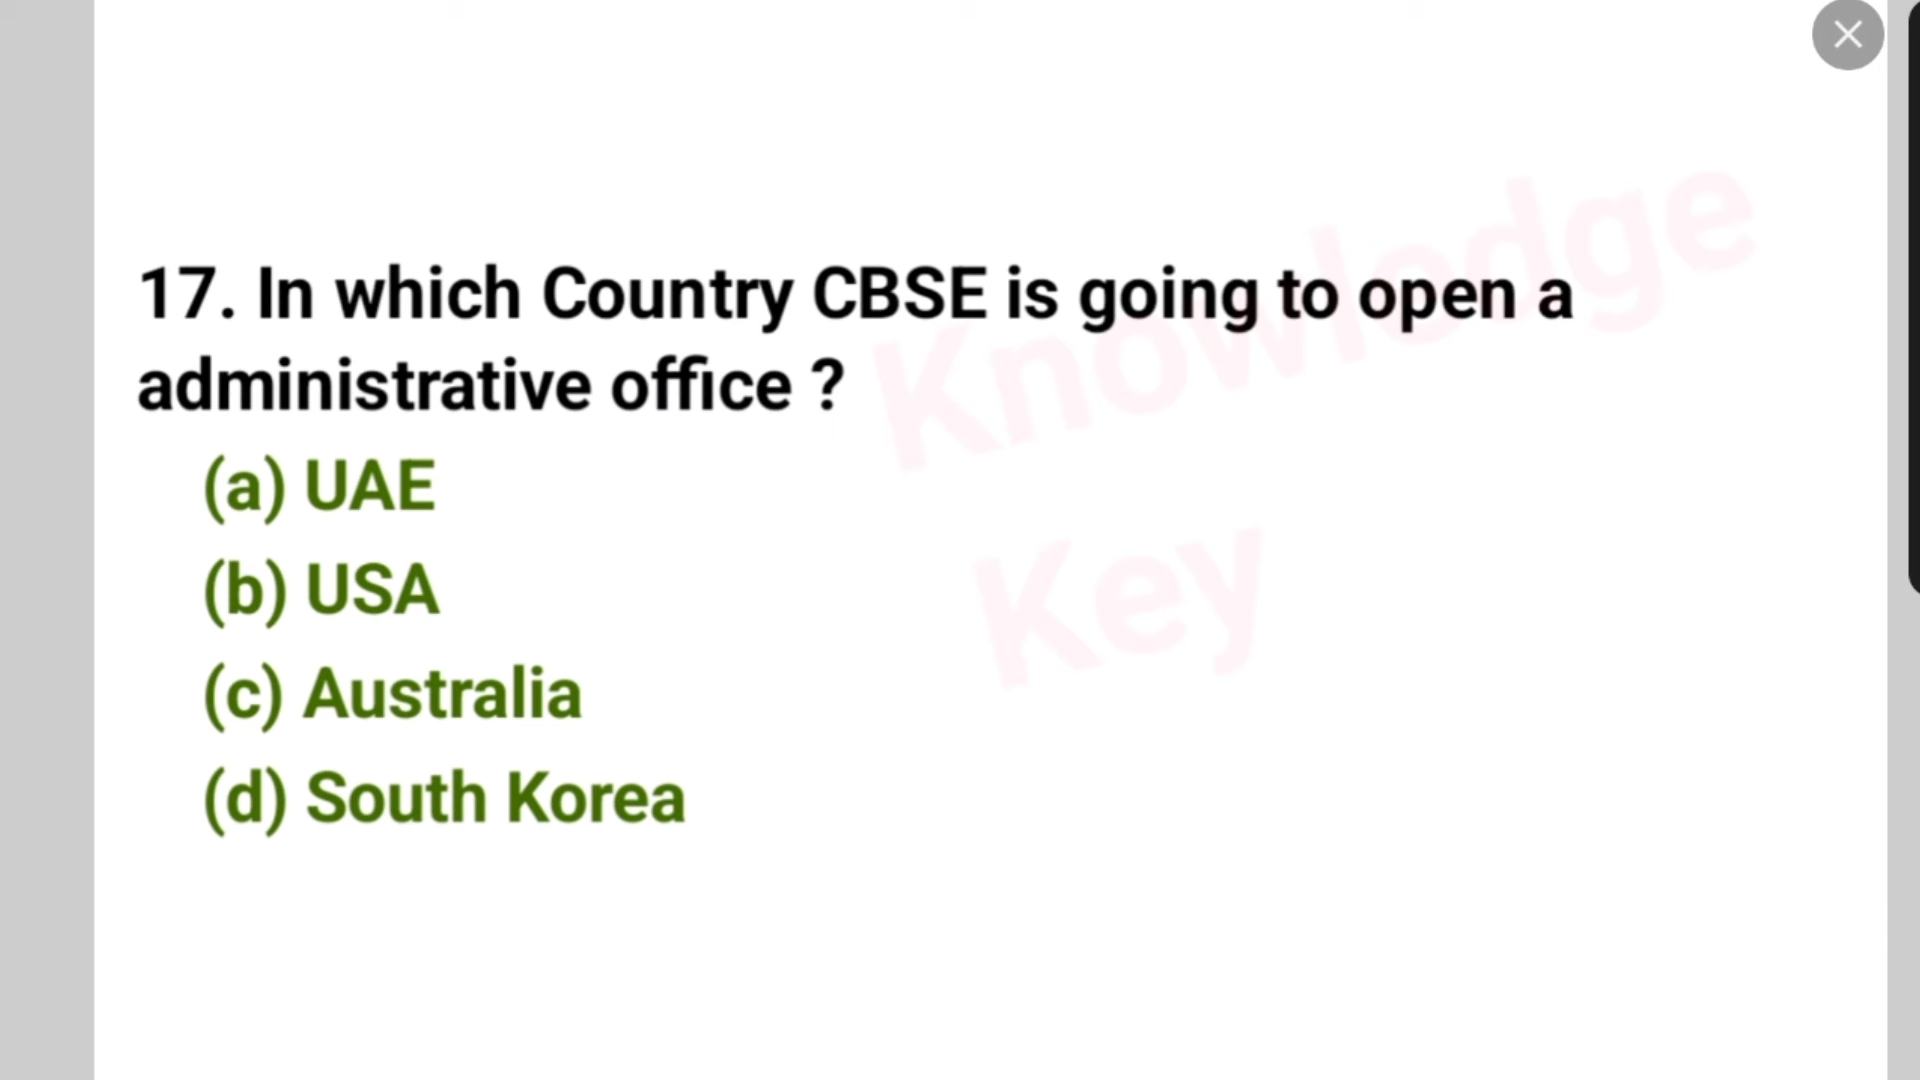 17. In which Country CBSE is going to open a
administrative office ?
(a) UAE
(b) USA
(c) Australia
(d) South Korea
Knowledge
Key